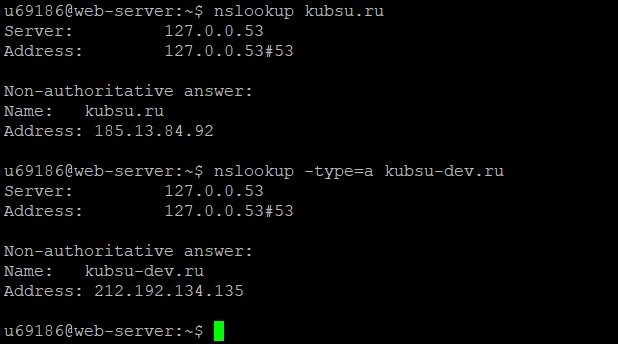 u69186@web-server:~$ nslookup kubsu.ru
Server:         127.0.0.53
Address:        127.0.0.53#53
Non-authoritative answer:
Name:   kubsu.ru
Address: 185.13.84.92
u69186@web-server:~$ nslookup -type=a kubsu-dev.ru
Server:         127.0.0.53
Address:        127.0.0.53#53
Non-authoritative answer:
Name:   kubsu-dev.ru
Address: 212.192.134.135
u69186@web-server:~$